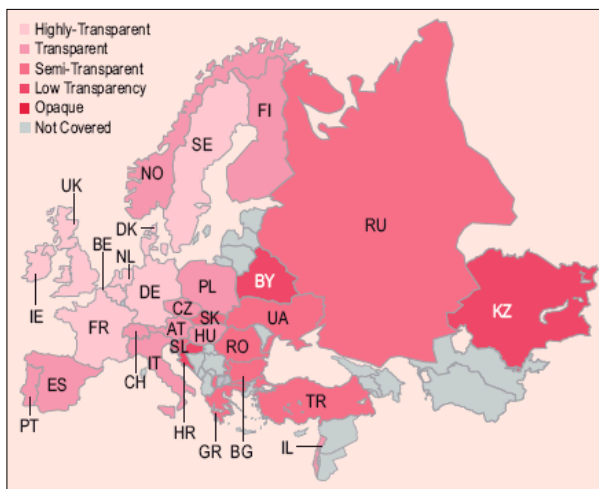 Highly-Transparent
Transparent
Semi-Transparent
Low Transparency
Opaque
Not Covered
FI
SE
NO
UK
DK
RU
BE
NL
IE
DE
PL
BY
KZ
CZ
UA
FR
SK
AT
HU
SL
RO
CH
IT
ES
TR
PT
HR
GR
BG
IL